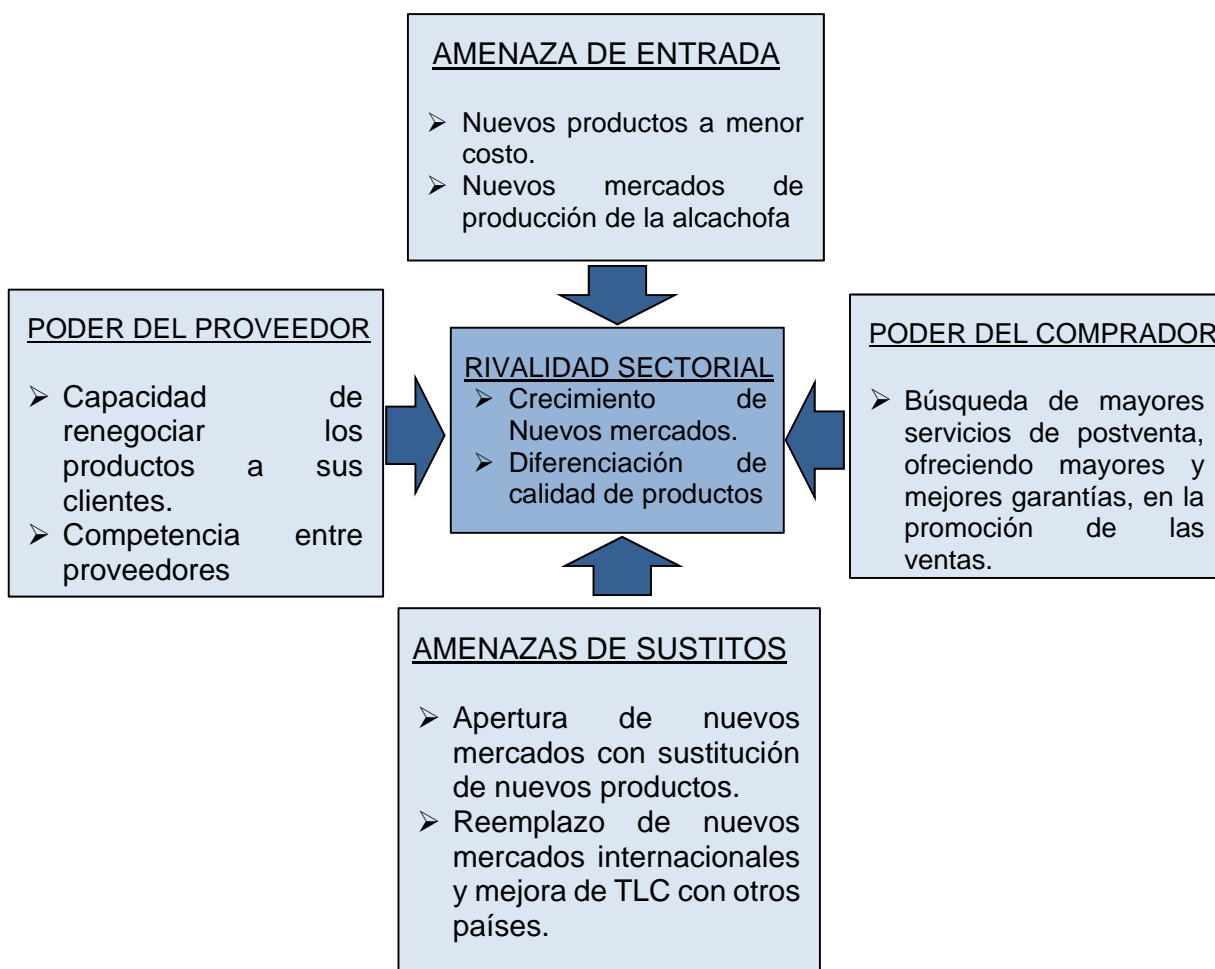 AMENAZA DE ENTRADA
➢ Nuevos productos a menor
costo.
➢ Nuevos mercados de
producción de la alcachofa
PODER DEL PROVEEDOR
➢ Capacidad de
renegociar los
productos a sus
clientes.
➢ Competencia entre
proveedores
RIVALIDAD SECTORIAL
➢ Crecimiento de
Nuevos mercados.
➢ Diferenciación de
calidad de productos
PODER DEL COMPRADOR
➢ Búsqueda de mayores
servicios de postventa,
ofreciendo mayores y
mejores garantías, en la
promoción de las
ventas.
AMENAZAS DE SUSTITOS
➢ Apertura de nuevos
mercados con sustitución
de nuevos productos.
➢ Reemplazo de nuevos
mercados internacionales
y mejora de TLC con otros
países.